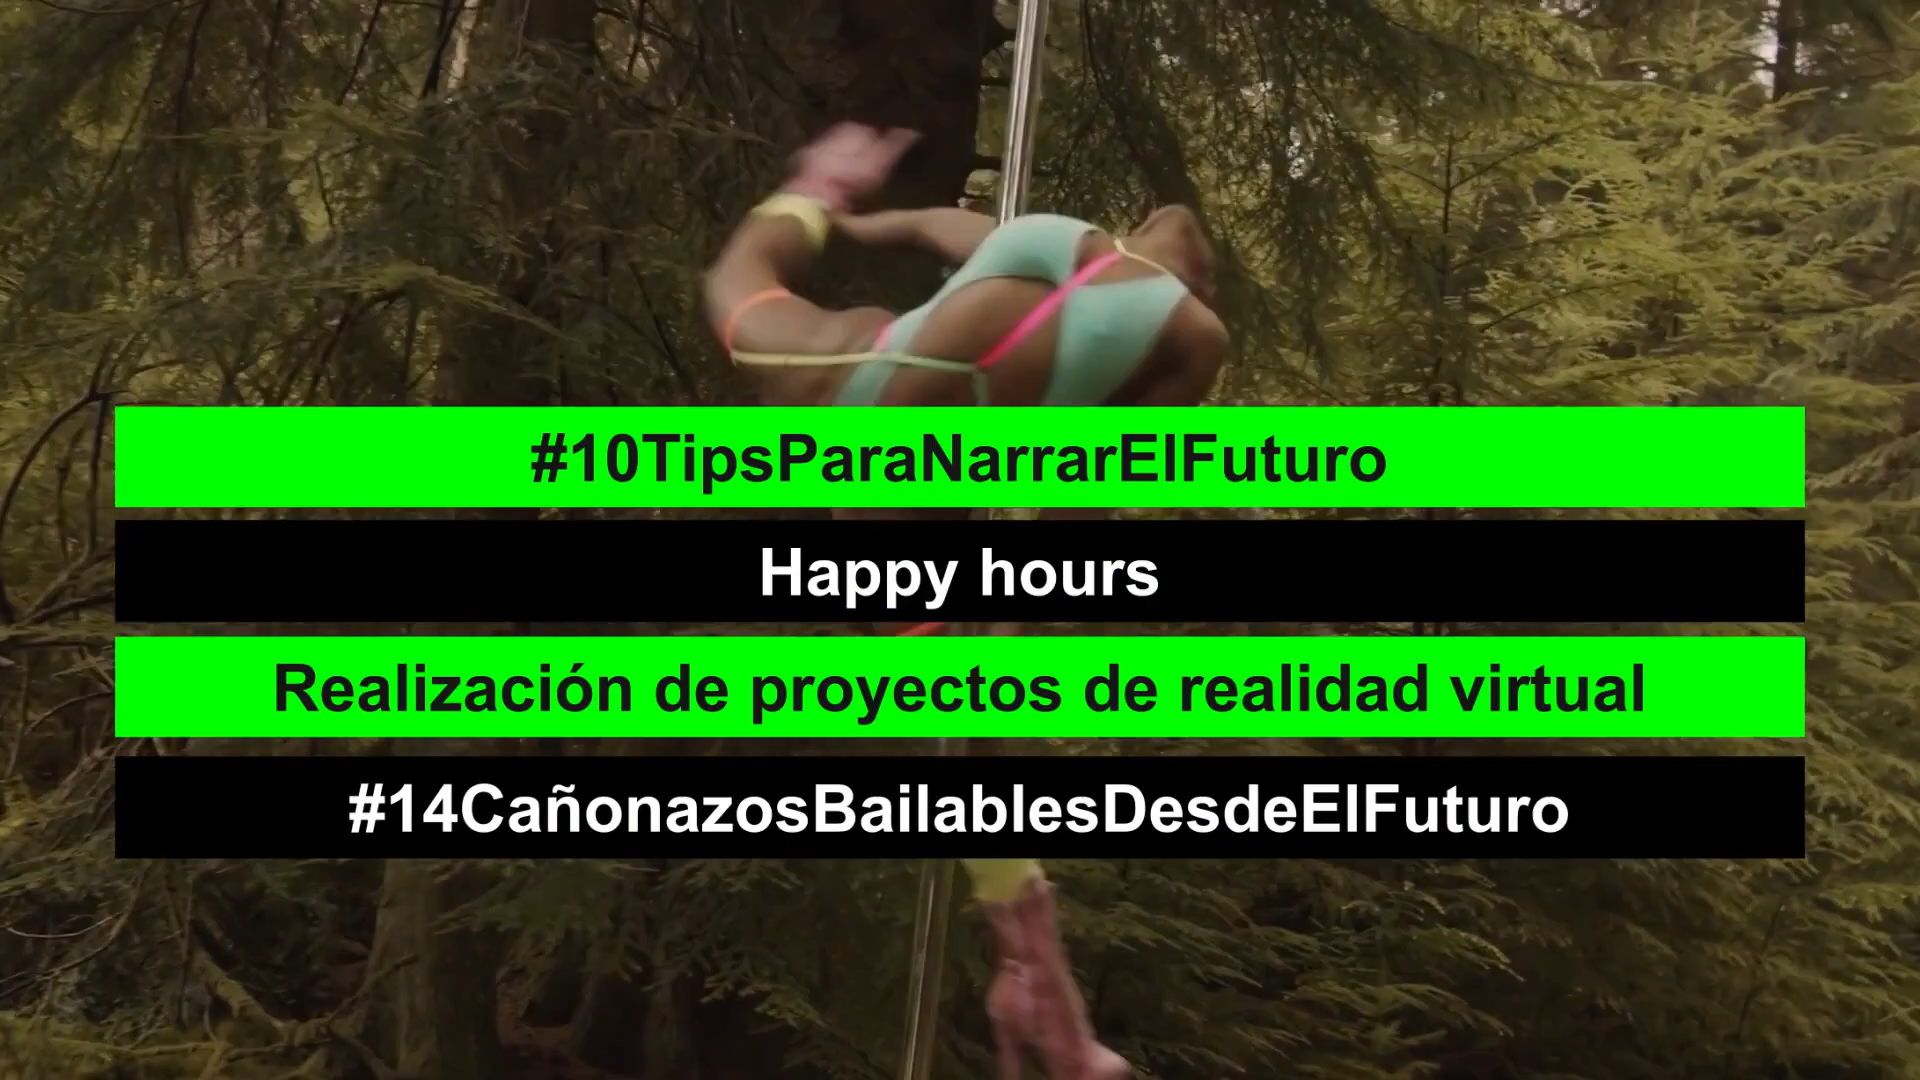 #10TipsParaNarrarElFuturo
Happy hours
Realización de proyectos de realidad virtual
#14CañonazosBailablesDesdeElFuturo